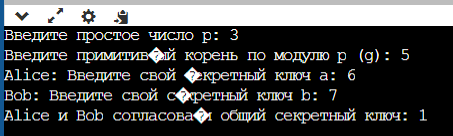 Введите простое число p: 3
Введите примитив�ый корень по модулю p (g): 5
Alice: Введите свой �екретный ключ a: 6
Bob: Введите свой с�кретный ключ b: 7
Alice и Bob согласова�и общий секретный ключ: 1